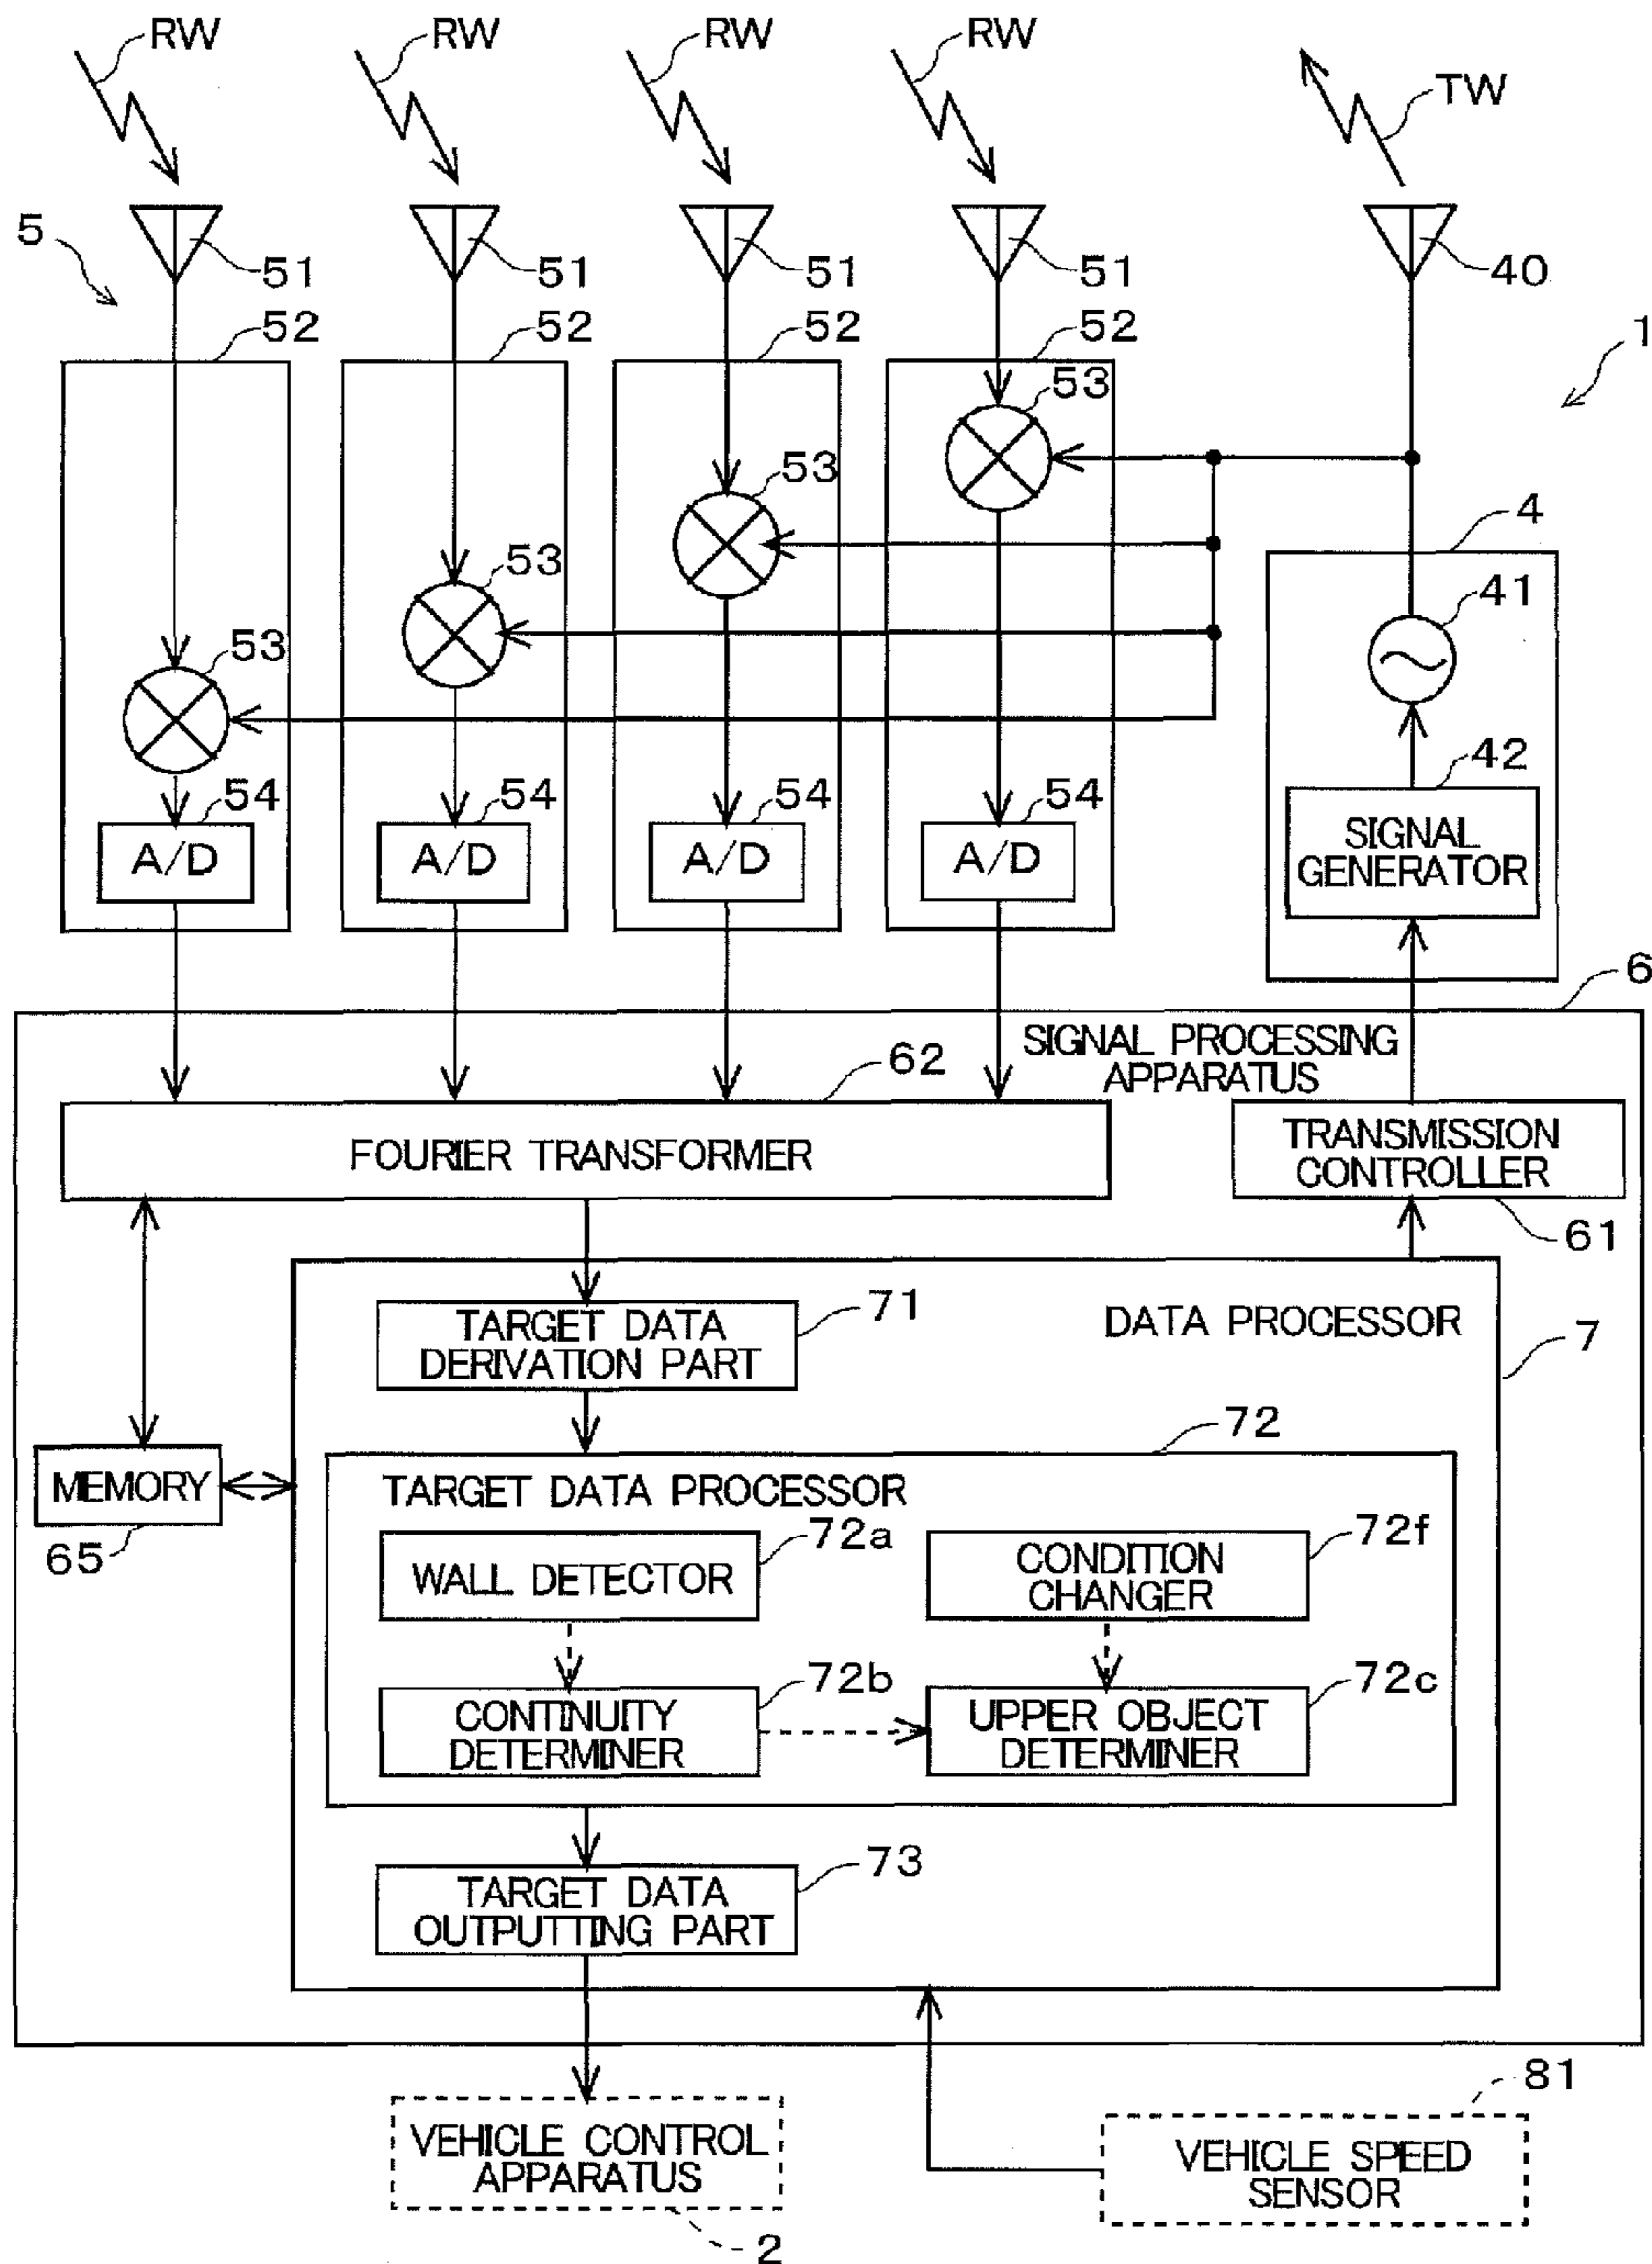 RW RW RW RW
TW
5
51 51 51 51 40
52 52 52 52
1
53
53
4
53
41
53
42
54 54 54 54
A/D A/D A/D A/D
SIGNAL
GENERATOR
6
SIGNAL PROCESSING
APPARATUS
62
FOURIER TRANSFORMER
TRANSMISSION
CONTROLLER
61
71
TARGET DATA
DERIVATION PART
DATA PROCESSOR
7
72
MEMORY
65
TARGET DATA PROCESSOR
72a
WALL DETECTOR
72f
CONDITION
CHANGER
72b
CONTINUITY
DETERMINER
72c
UPPER OBJECT
DETERMINER
73
TARGET DATA
OUTPUTTING PART
81
VEHICLE CONTROL
APPARATUS
2
VEHICLE SPEED
SENSOR